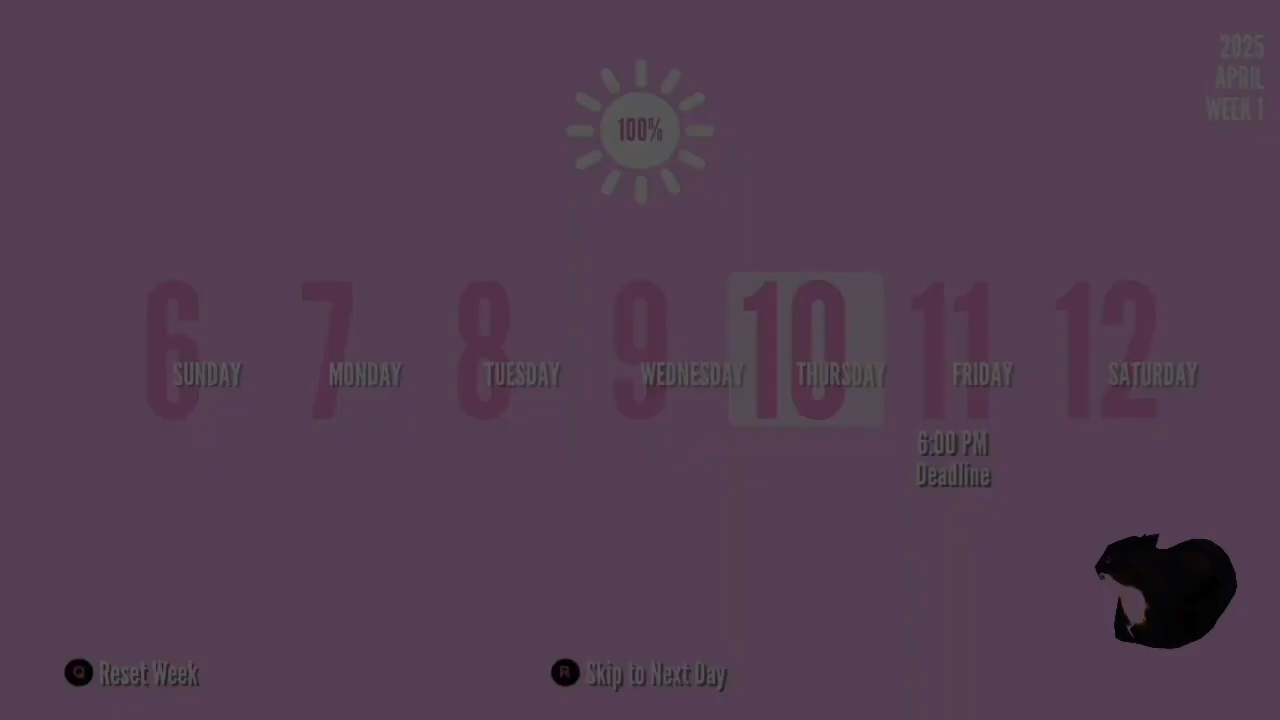 2025
APRIL
WEEK 1
100%
6 7 8 9 10 11 12
SUNDAY MONDAY TUESDAY WEDNESDAY THURSDAY FRIDAY SATURDAY
6:00 PM
Deadline
Q Reset Week R Skip to Next Day